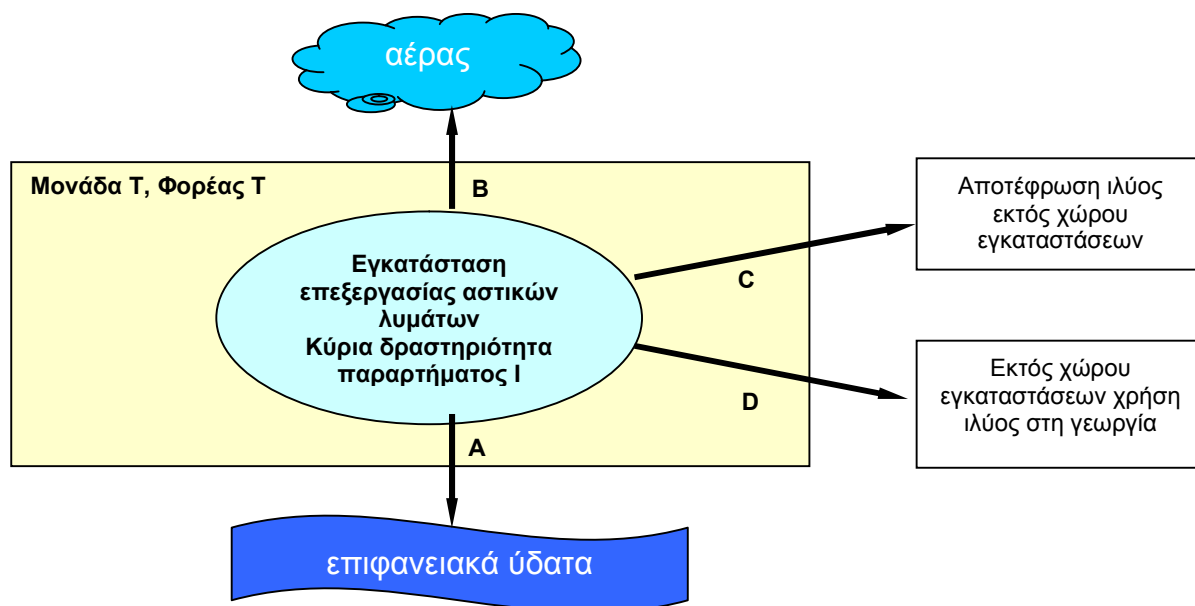 αέρας
Μονάδα Τ, Φορέας Τ
B
Εγκατάσταση
επεξεργασίας αστικών
λυμάτων
Κύρια δραστηριότητα
παραρτήματος Ι
A
C
D
Αποτέφρωση ιλύος
εκτός χώρου
εγκαταστάσεων
Εκτός χώρου
εγκαταστάσεων χρήση
ιλύος στη γεωργία
επιφανειακά ύδατα